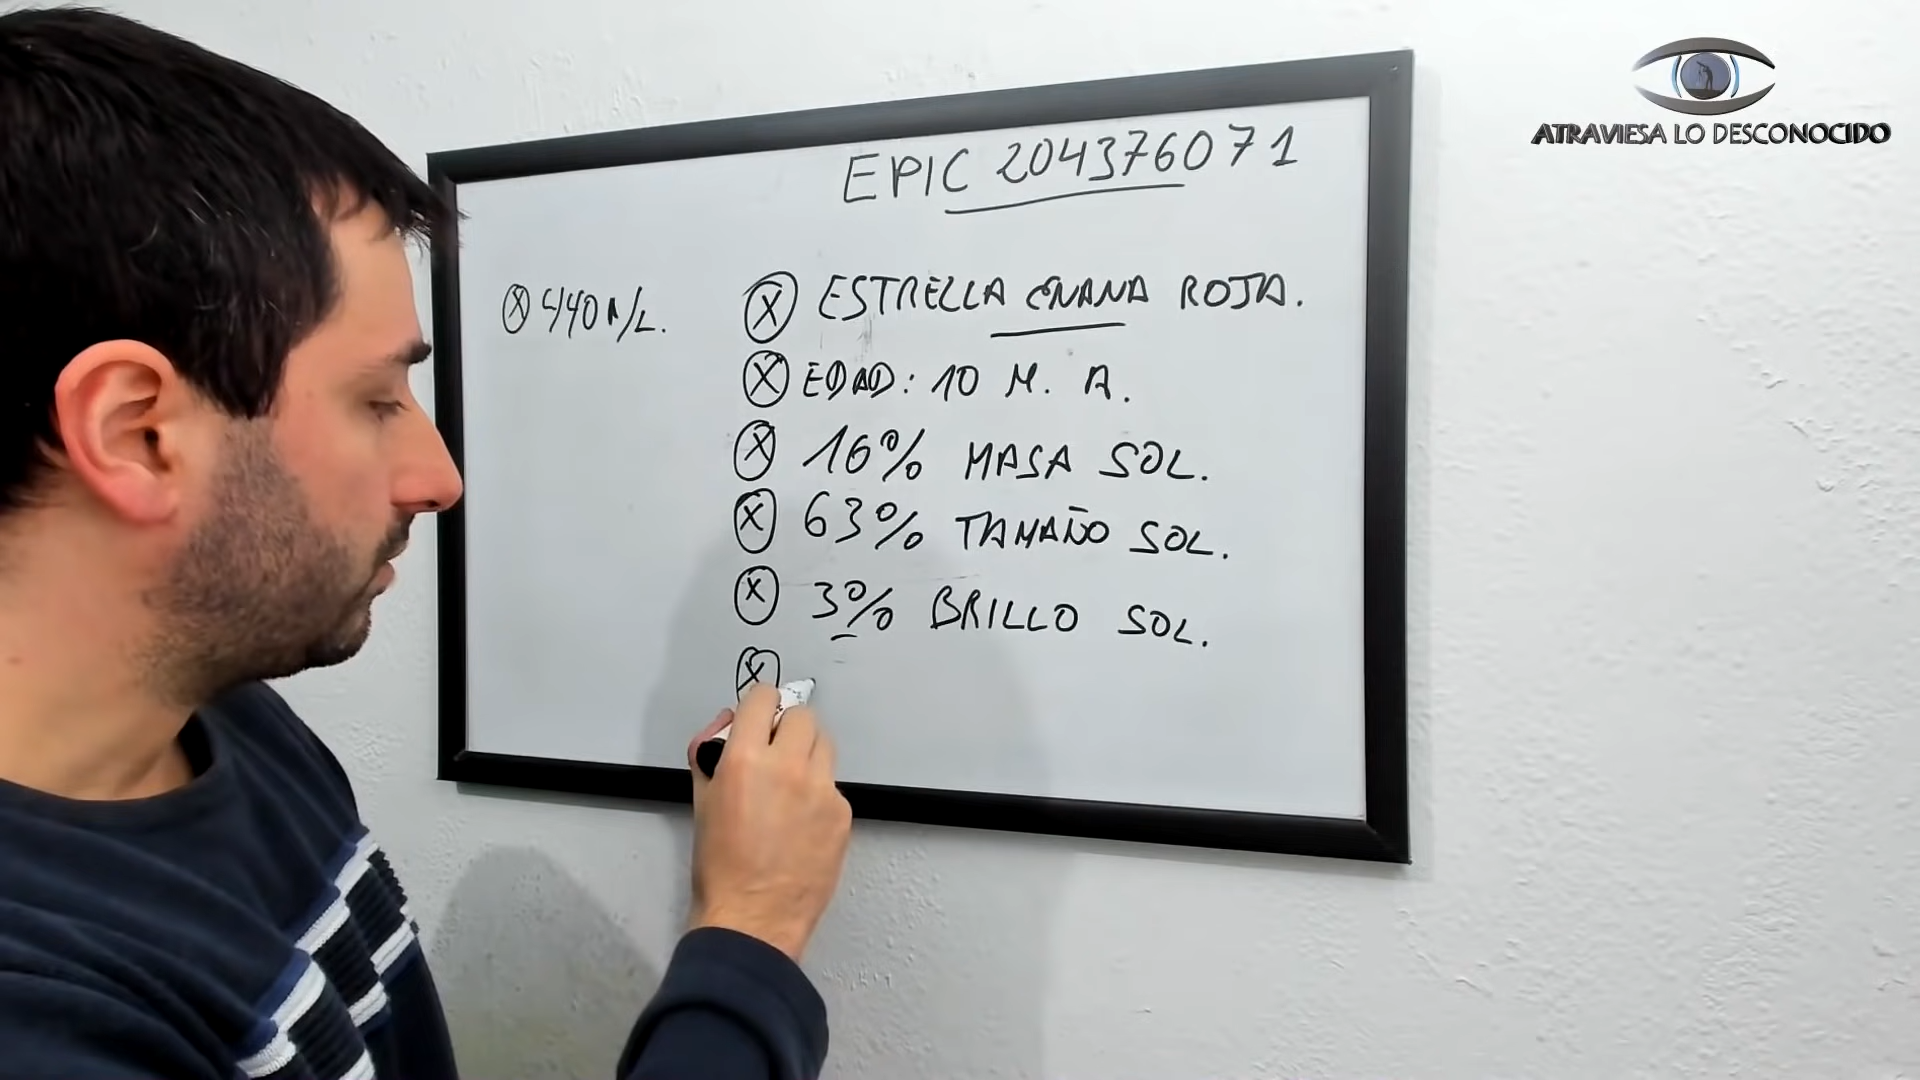 EPIC 204376071
440 A/L.
ESTRELLA ENANA ROJA.
EDAD: 10 M. A.
16% MASA SOL.
63% TAMAÑO SOL.
3% BRILLO SOL.
ATRAVIESA LO DESCONOCIDO